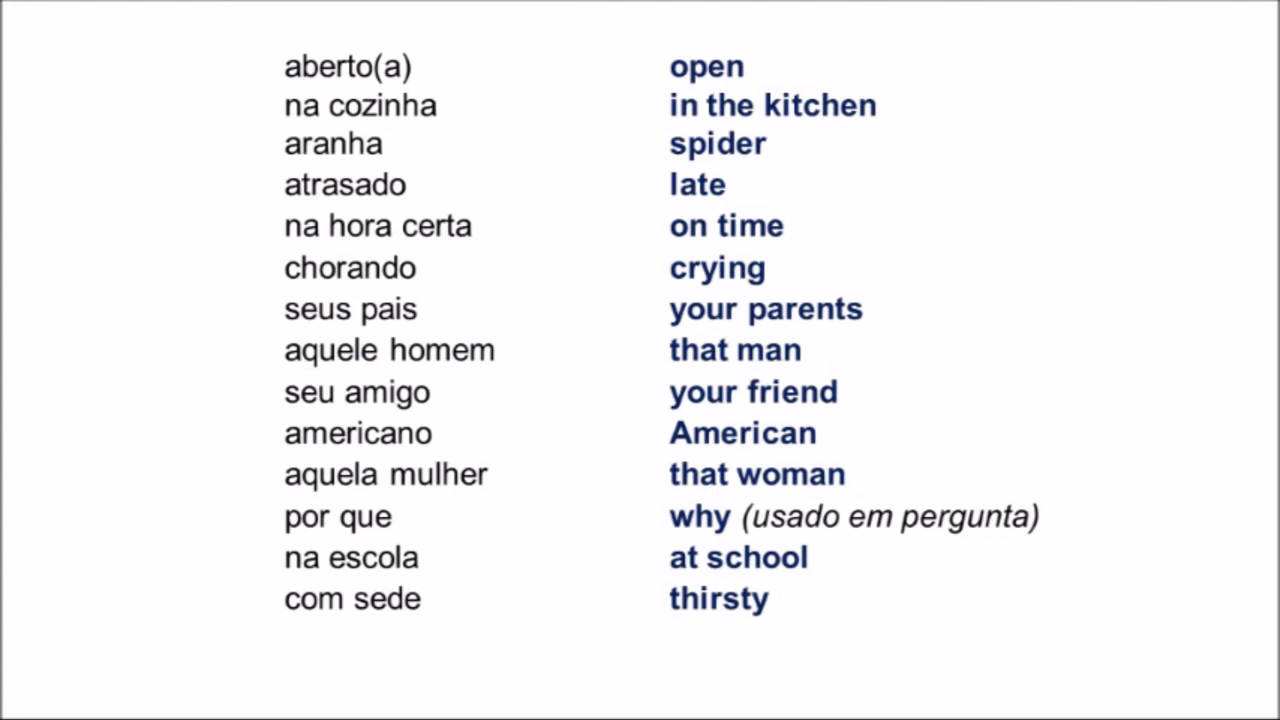 aberto(a) open
na cozinha in the kitchen
aranha spider
atrasado late
na hora certa on time
chorando crying
seus pais your parents
aquele homem that man
seu amigo your friend
americano American
aquela mulher that woman
por que why (usado em pergunta)
na escola at school
com sede thirsty